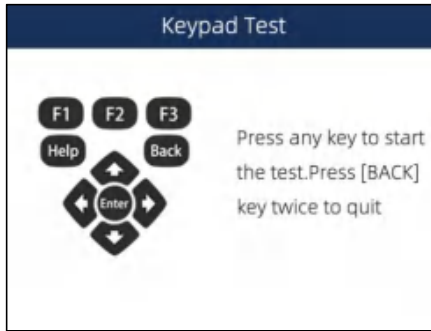 Keypad Test
F1 F2 F3
Help Back
Enter
Press any key to start
the test.Press [BACK]
key twice to quit